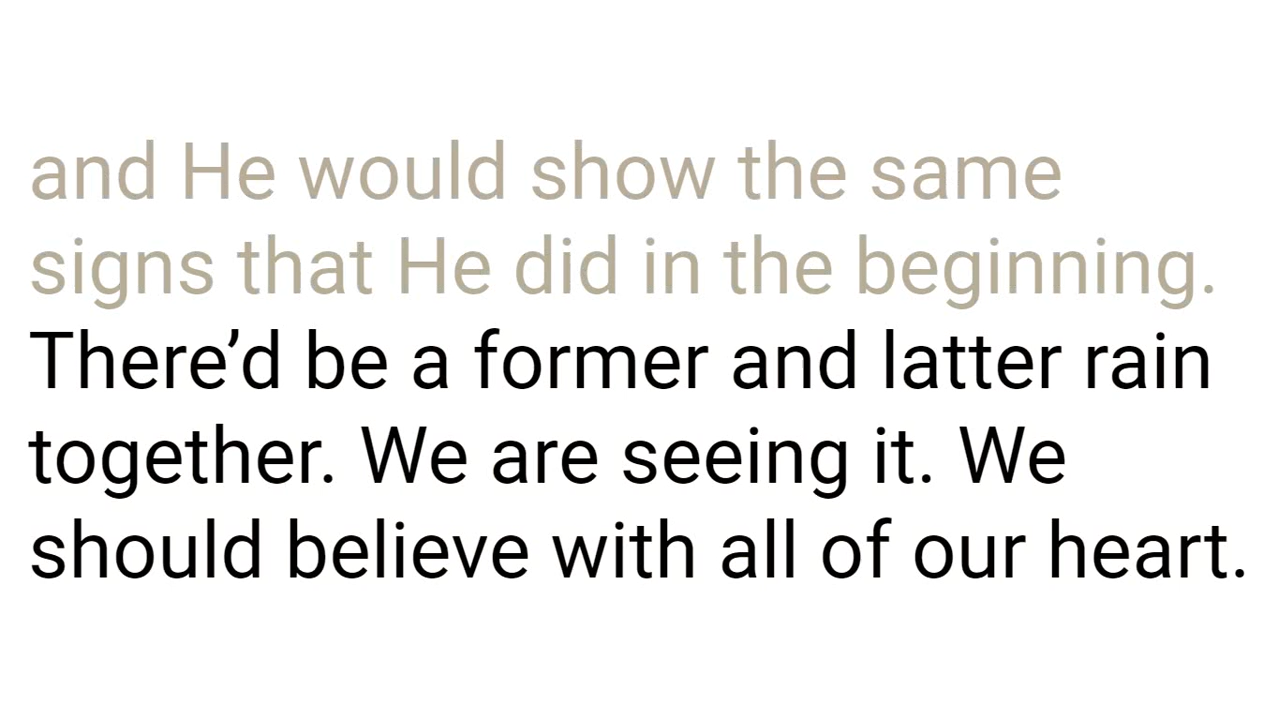 and He would show the same
signs that He did in the beginning.
There’d be a former and latter rain
together. We are seeing it. We
should believe with all of our heart.